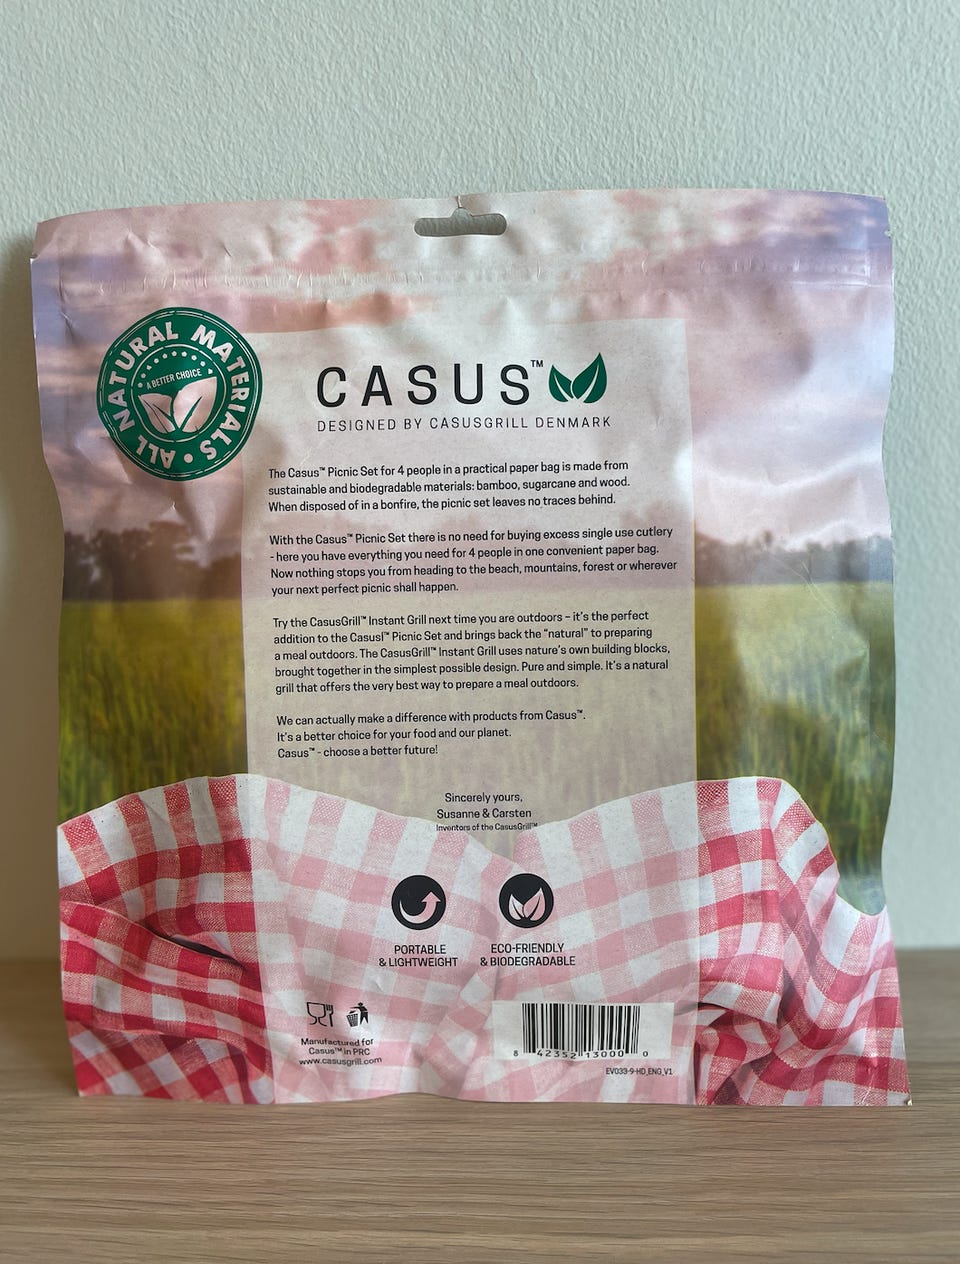 ALL NATURAL MATERIALS •
A BETTER CHOICE
CASUS™
DESIGNED BY CASUSGRILL DENMARK
The Casus™ Picnic Set for 4 people in a practical paper bag is made from
sustainable and biodegradable materials: bamboo, sugarcane and wood.
When disposed of in a bonfire, the picnic set leaves no traces behind.
With the Casus™ Picnic Set there is no need for buying excess single use cutlery
- here you have everything you need for 4 people in one convenient paper bag.
Now nothing stops you from heading to the beach, mountains, forest or wherever
your next perfect picnic shall happen.
Try the CasusGrill™ Instant Grill next time you are outdoors – it's the perfect
addition to the Casusl™ Picnic Set and brings back the “natural” to preparing
a meal outdoors. The CasusGrill™ Instant Grill uses nature's own building blocks,
brought together in the simplest possible design. Pure and simple. It's a natural
grill that offers the very best way to prepare a meal outdoors.
We can actually make a difference with products from Casus™.
It's a better choice for your food and our planet.
Casus™ - choose a better future!
Sincerely yours,
Susanne & Carsten
Inventors of the CasusGrill™
PORTABLE
& LIGHTWEIGHT
ECO-FRIENDLY
& BIODEGRADABLE
Manufactured for
Casus™ in PRC
www.casusgrill.com
8 42352 13000 0
EV033-9-HD_ENG_V1